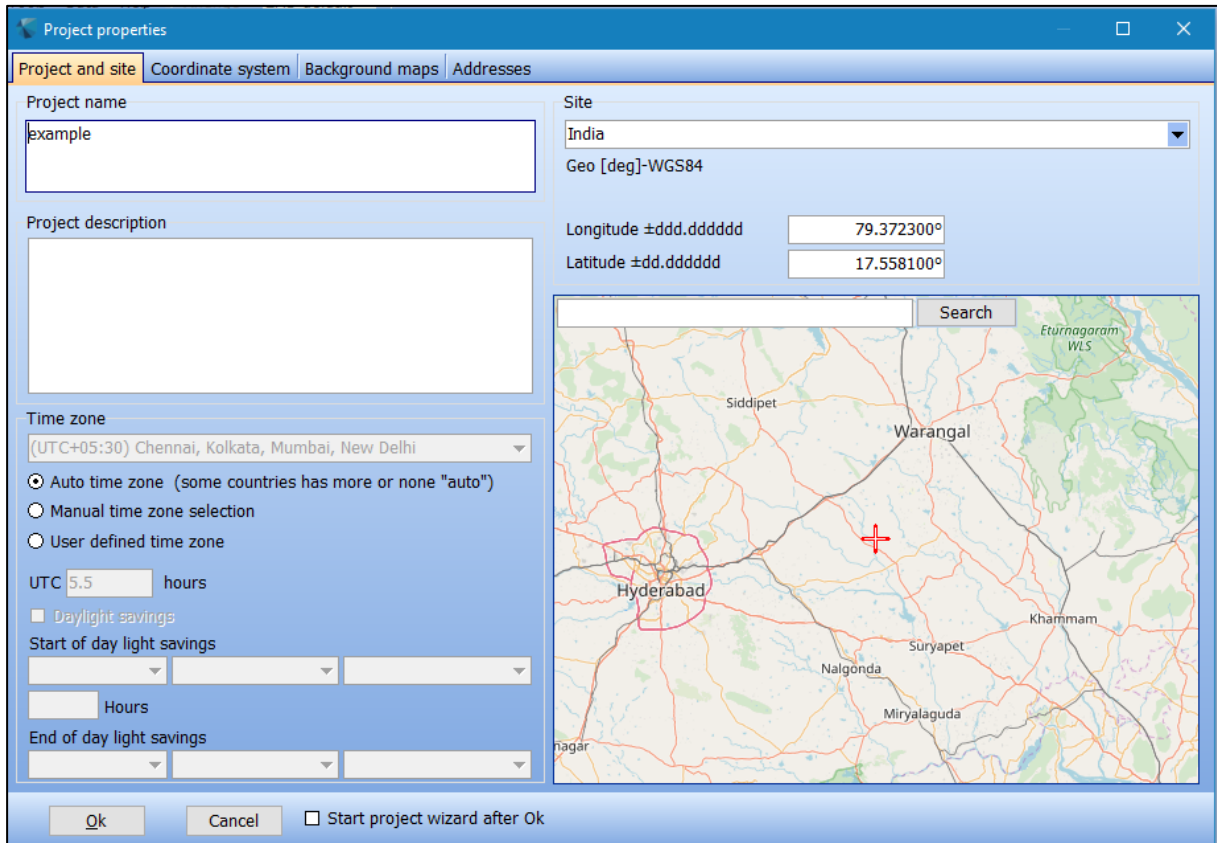 Project properties
Project and site
Coordinate system
Background maps
Addresses
Project name
example
Project description
Time zone
(UTC+05:30) Chennai, Kolkata, Mumbai, New Delhi
Auto time zone (some countries has more or none "auto")
Manual time zone selection
User defined time zone
UTC 5.5 hours
Daylight savings
Start of day light savings
Hours
End of day light savings
Site
India
Geo [deg]-WGS84
Longitude ±ddd.dddddd 79.372300°
Latitude ±dd.dddddd 17.558100°
Search
Eturnagaram
WLS
Siddipet
Warangal
Hyderabad
Khammam
Suryapet
Nalgonda
Miryalaguda
nagar
Ok
Cancel
Start project wizard after Ok